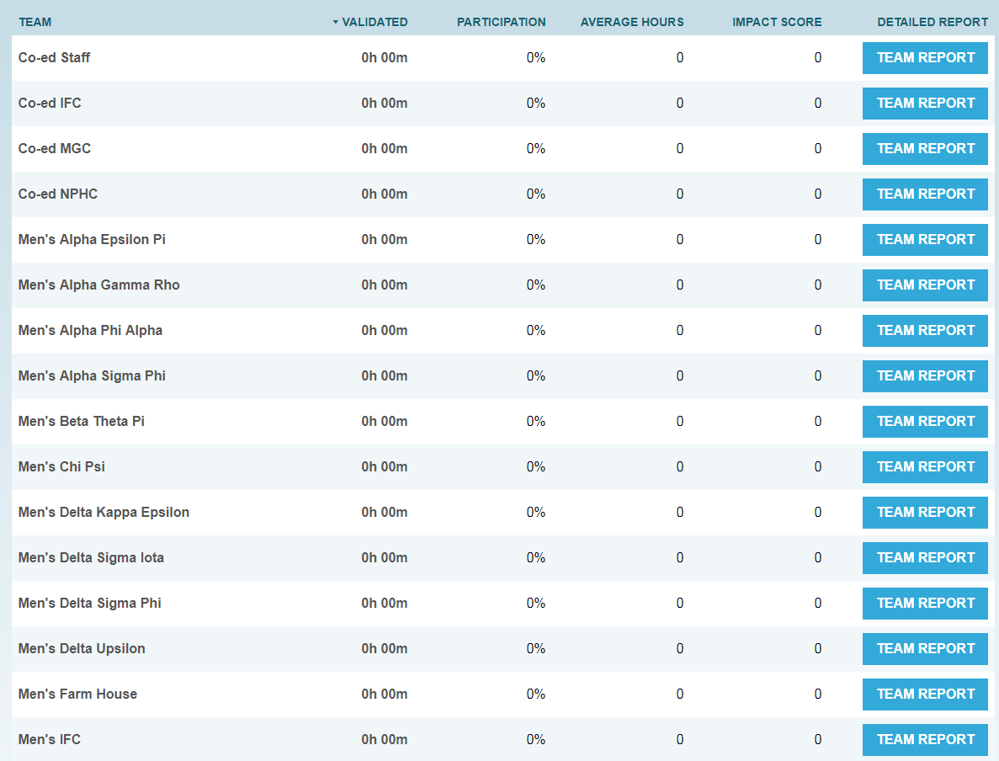 TEAM ▾ VALIDATED PARTICIPATION AVERAGE HOURS IMPACT SCORE DETAILED REPORT
Co-ed Staff 0h 00m 0% 0 0 TEAM REPORT
Co-ed IFC 0h 00m 0% 0 0 TEAM REPORT
Co-ed MGC 0h 00m 0% 0 0 TEAM REPORT
Co-ed NPHC 0h 00m 0% 0 0 TEAM REPORT
Men's Alpha Epsilon Pi 0h 00m 0% 0 0 TEAM REPORT
Men's Alpha Gamma Rho 0h 00m 0% 0 0 TEAM REPORT
Men's Alpha Phi Alpha 0h 00m 0% 0 0 TEAM REPORT
Men's Alpha Sigma Phi 0h 00m 0% 0 0 TEAM REPORT
Men's Beta Theta Pi 0h 00m 0% 0 0 TEAM REPORT
Men's Chi Psi 0h 00m 0% 0 0 TEAM REPORT
Men's Delta Kappa Epsilon 0h 00m 0% 0 0 TEAM REPORT
Men's Delta Sigma Iota 0h 00m 0% 0 0 TEAM REPORT
Men's Delta Sigma Phi 0h 00m 0% 0 0 TEAM REPORT
Men's Delta Upsilon 0h 00m 0% 0 0 TEAM REPORT
Men's Farm House 0h 00m 0% 0 0 TEAM REPORT
Men's IFC 0h 00m 0% 0 0 TEAM REPORT